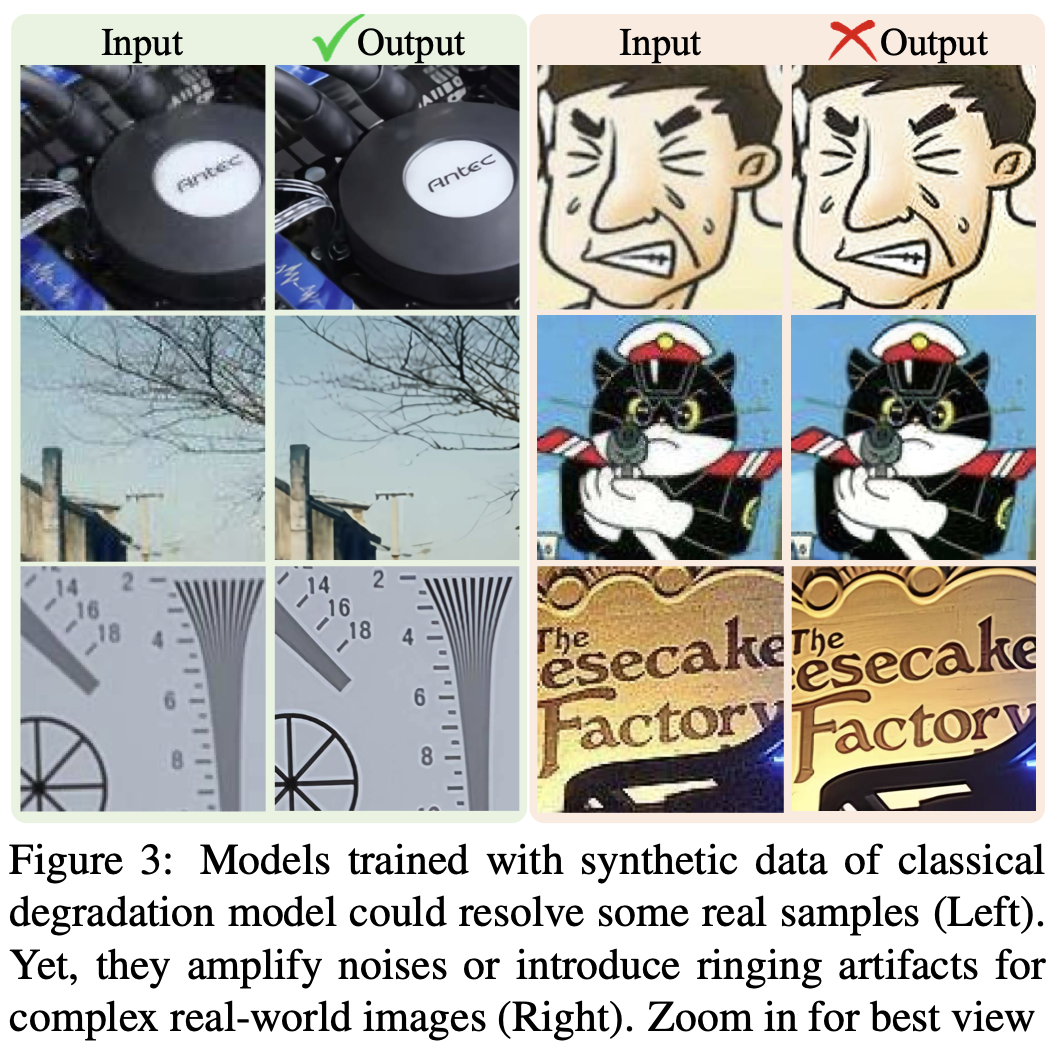 Input Output Input Output
AntEC AntEC
14 2 14 2
16 16
18 4 18 4
6 6
8 8
The The
esecake esecake
Factory Factory
Figure 3: Models trained with synthetic data of classical
degradation model could resolve some real samples (Left).
Yet, they amplify noises or introduce ringing artifacts for
complex real-world images (Right). Zoom in for best view